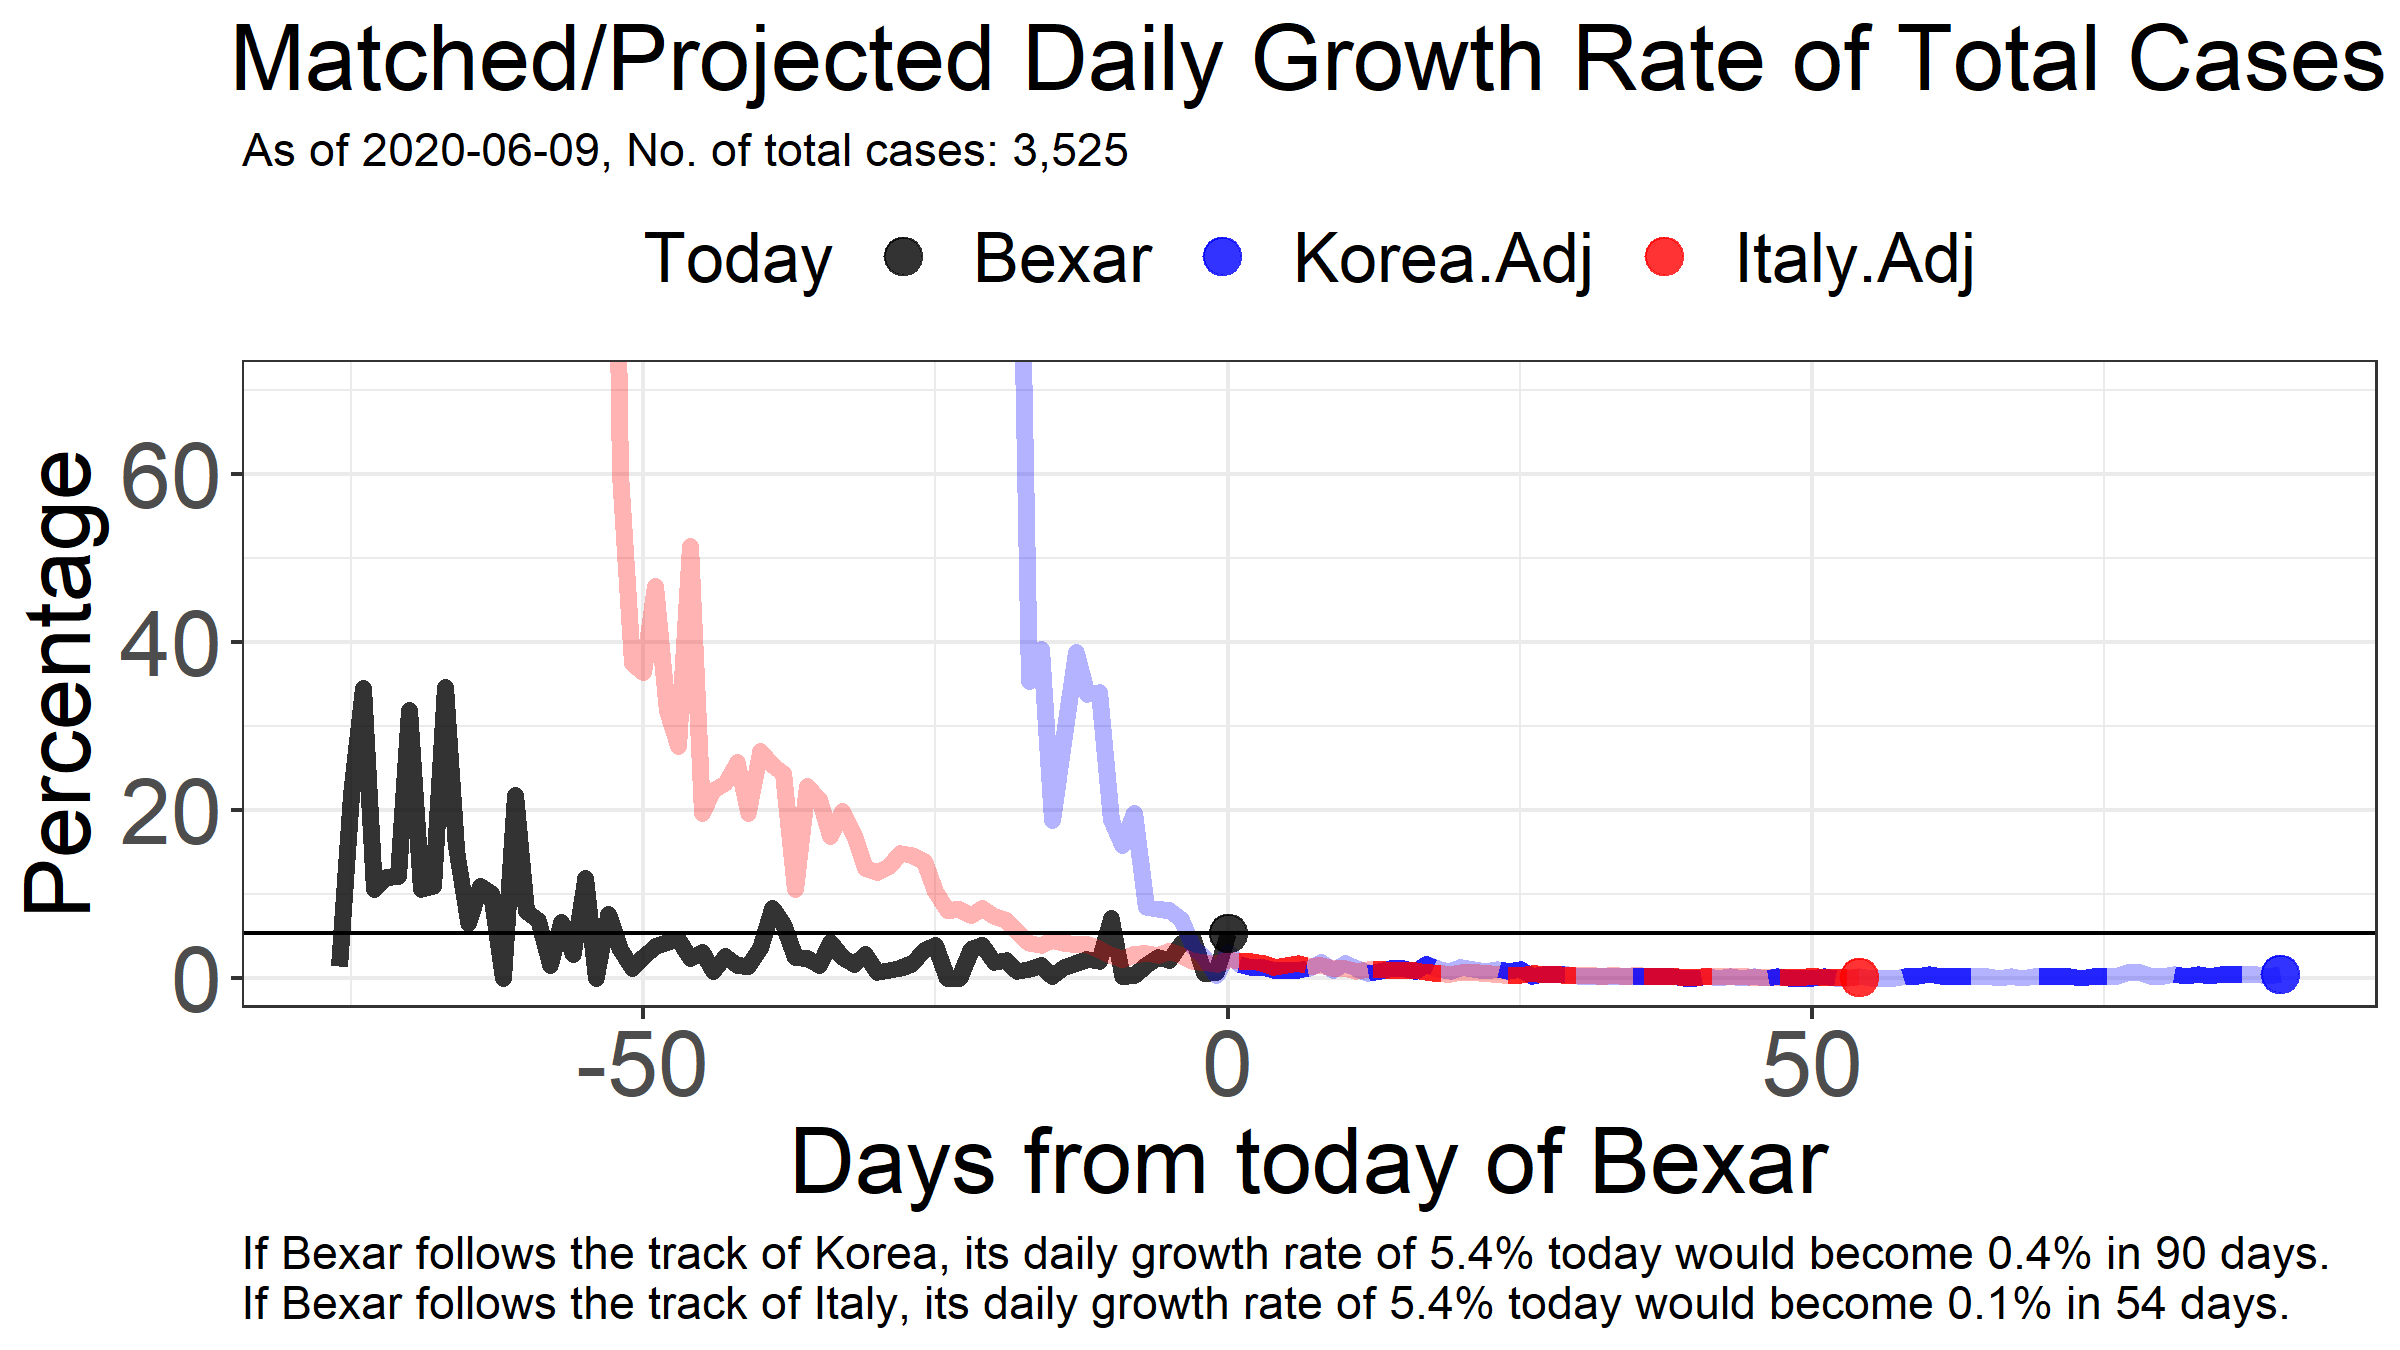 Matched/Projected Daily Growth Rate of Total Cases
As of 2020-06-09, No. of total cases: 3,525
Today Bexar Korea.Adj Italy.Adj
Percentage
60
40
20
0
-50 0 50
Days from today of Bexar
If Bexar follows the track of Korea, its daily growth rate of 5.4% today would become 0.4% in 90 days.
If Bexar follows the track of Italy, its daily growth rate of 5.4% today would become 0.1% in 54 days.